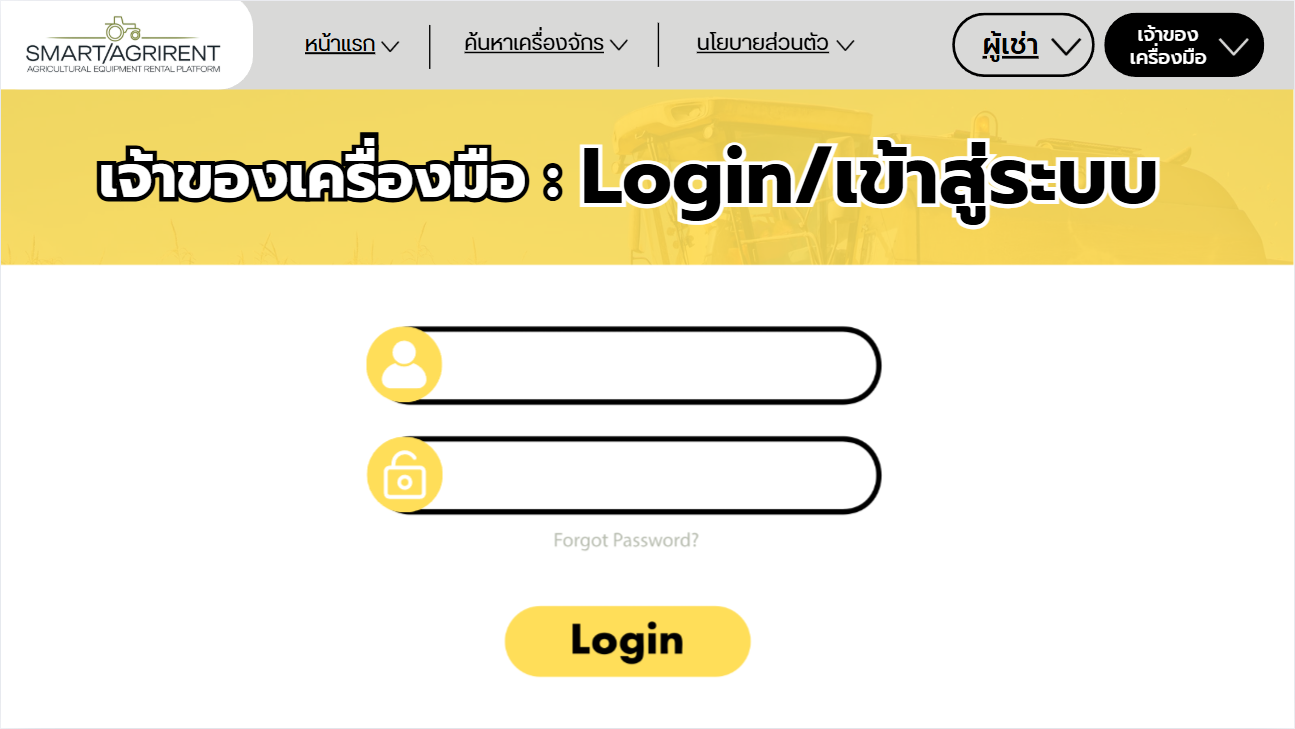 SMART/AGRIRENT
AGRICULTURAL EQUIPMENT RENTAL PLATFORM
หน้าแรก
ค้นหาเครื่องจักร
นโยบายส่วนตัว
ผู้เช่า
เจ้าของ
เครื่องมือ
เจ้าของเครื่องมือ : Login/เข้าสู่ระบบ
Forgot Password?
Login